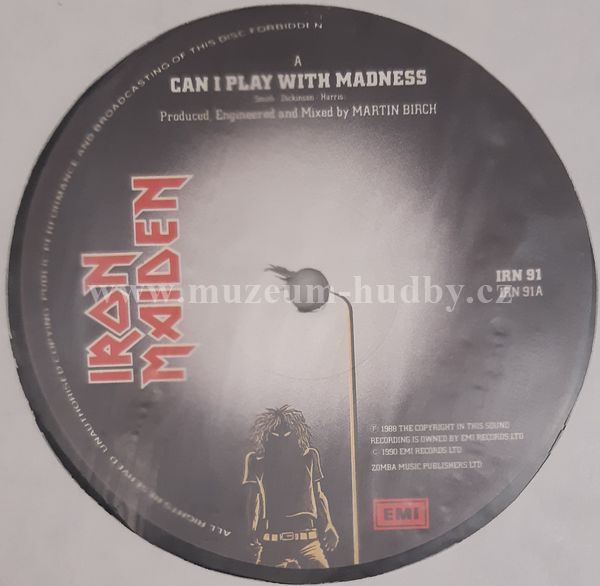 A
CAN I PLAY WITH MADNESS
Smith · Dickinson · Harris
Produced, Engineered and Mixed by MARTIN BIRCH
IRON
MAIDEN
IRN 91
IRN 91A
www.muzeum-hudby.cz
℗ 1988 THE COPYRIGHT IN THIS SOUND
RECORDING IS OWNED BY EMI RECORDS LTD
© 1990 EMI RECORDS LTD
ZOMBA MUSIC PUBLISHERS LTD
EMI
ALL RIGHTS RESERVED. UNAUTHORISED COPYING, PUBLIC PERFORMANCE AND BROADCASTING OF THIS DISC FORBIDDEN